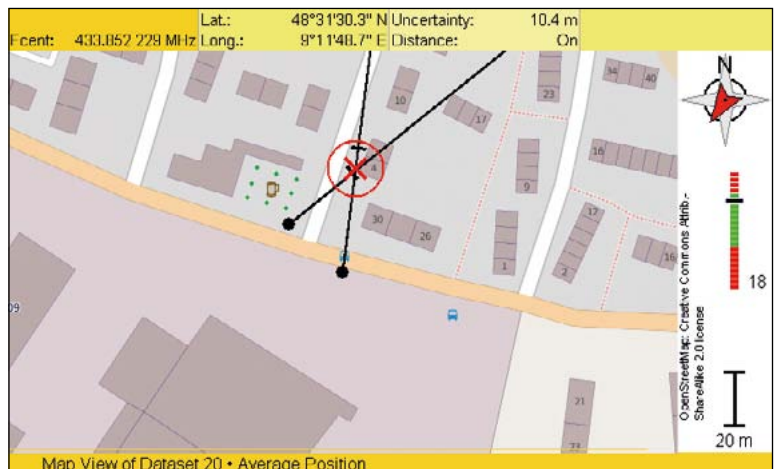 Lat.: 48°31'30.3" N Uncertainty: 10.4 m
Fcent: 433.852 229 MHz Long.: 9°11'48.7" E Distance: On
N
34
40
23
10
17
16
4
9
30
26
17
1
2
16
09
18
OpenStreetMap: Creative Commons Attrib.-
ShareAlike 2.0 license
21
23
20 m
Map View of Dataset 20 • Average Position